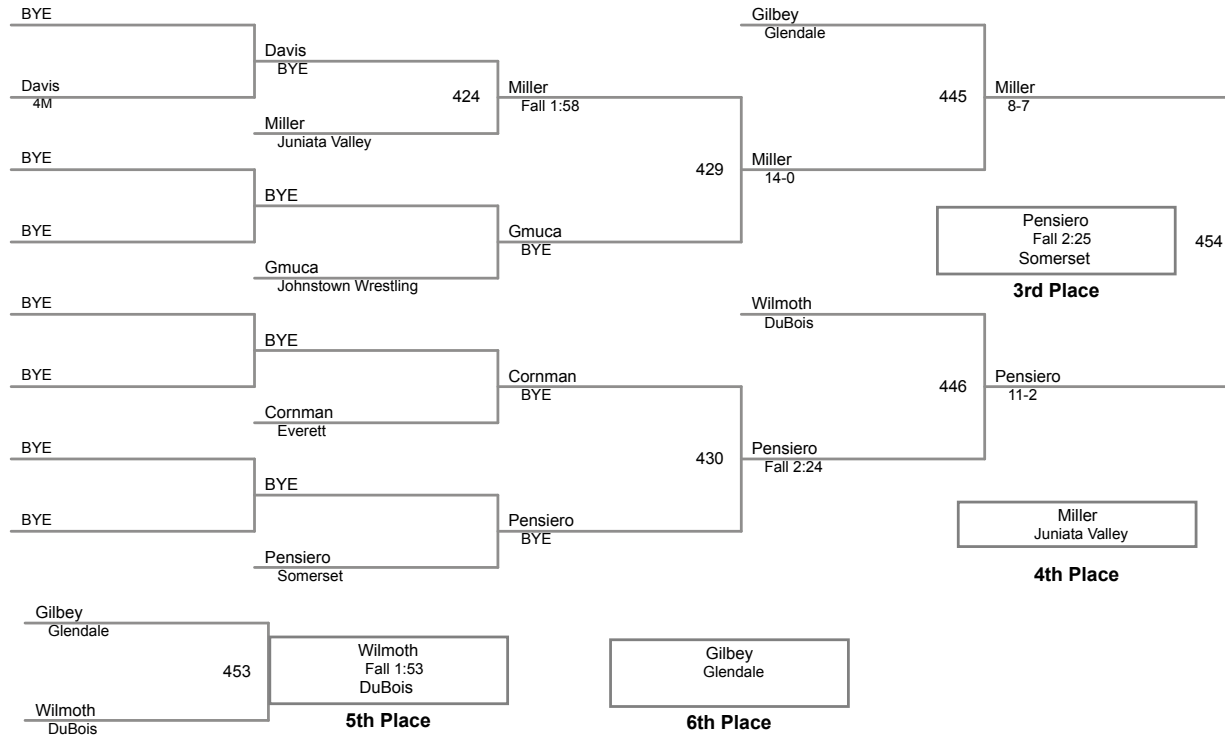 BYE
Davis
4M
BYE
BYE
BYE
BYE
BYE
BYE
Davis
BYE
Miller
Juniata Valley
BYE
Gmuca
Johnstown Wrestling
BYE
Cornman
Everett
BYE
Pensiero
Somerset
424
Miller
Fall 1:58
Gmuca
BYE
Cornman
BYE
Pensiero
BYE
429
430
Gilbey
Glendale
Miller
14-0
Wilmoth
DuBois
Pensiero
Fall 2:24
445
446
Miller
8-7
Pensiero
11-2
Pensiero
Fall 2:25
Somerset
454
3rd Place
Miller
Juniata Valley
4th Place
Gilbey
Glendale
453
Wilmoth
DuBois
Wilmoth
Fall 1:53
DuBois
5th Place
Gilbey
Glendale
6th Place